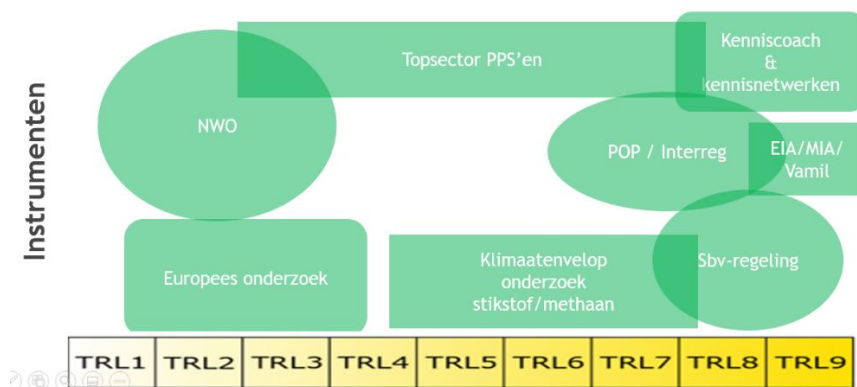 Instrumenten
Topsector PPS'en
Kenniscoach
&
kennisnetwerken
NWO
POP / Interreg
EIA/MIA/
Vamil
Europees onderzoek
Klimaatenvelop
onderzoek
stikstof/methaan
Sbv-regeling
TRL1 TRL2 TRL3 TRL4 TRL5 TRL6 TRL7 TRL8 TRL9